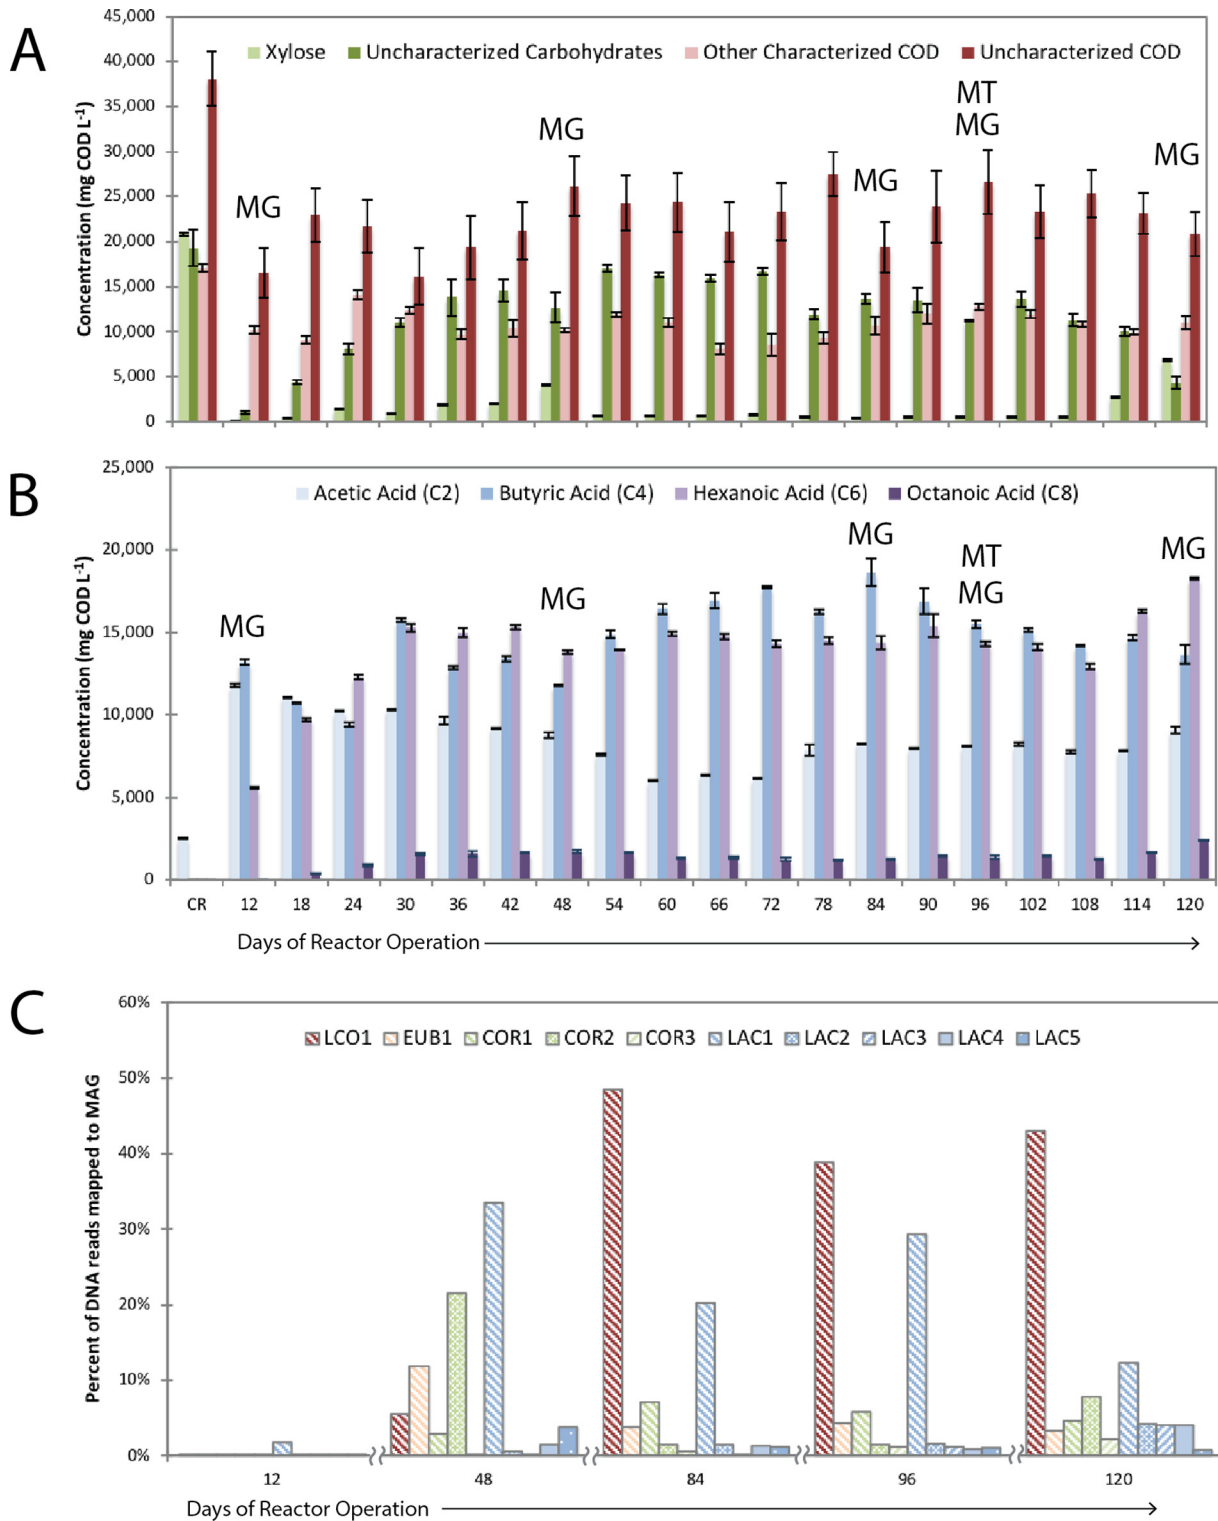 A
45,000
40,000
35,000
30,000
25,000
20,000
15,000
10,000
5,000
0
Concentration (mg COD L-1)
Xylose Uncharacterized Carbohydrates Other Characterized COD Uncharacterized COD
MG
MG
MG
MT
MG
MG
B
25,000
20,000
15,000
10,000
5,000
0
Concentration (mg COD L-1)
Acetic Acid (C2) Butyric Acid (C4) Hexanoic Acid (C6) Octanoic Acid (C8)
MG
MG
MG
MT
MG
MG
CR 12 18 24 30 36 42 48 54 60 66 72 78 84 90 96 102 108 114 120
Days of Reactor Operation
C
60%
50%
40%
30%
20%
10%
0%
Percent of DNA reads mapped to MAG
LCO1 EUB1 COR1 COR2 COR3 LAC1 LAC2 LAC3 LAC4 LAC5
12 48 84 96 120
Days of Reactor Operation